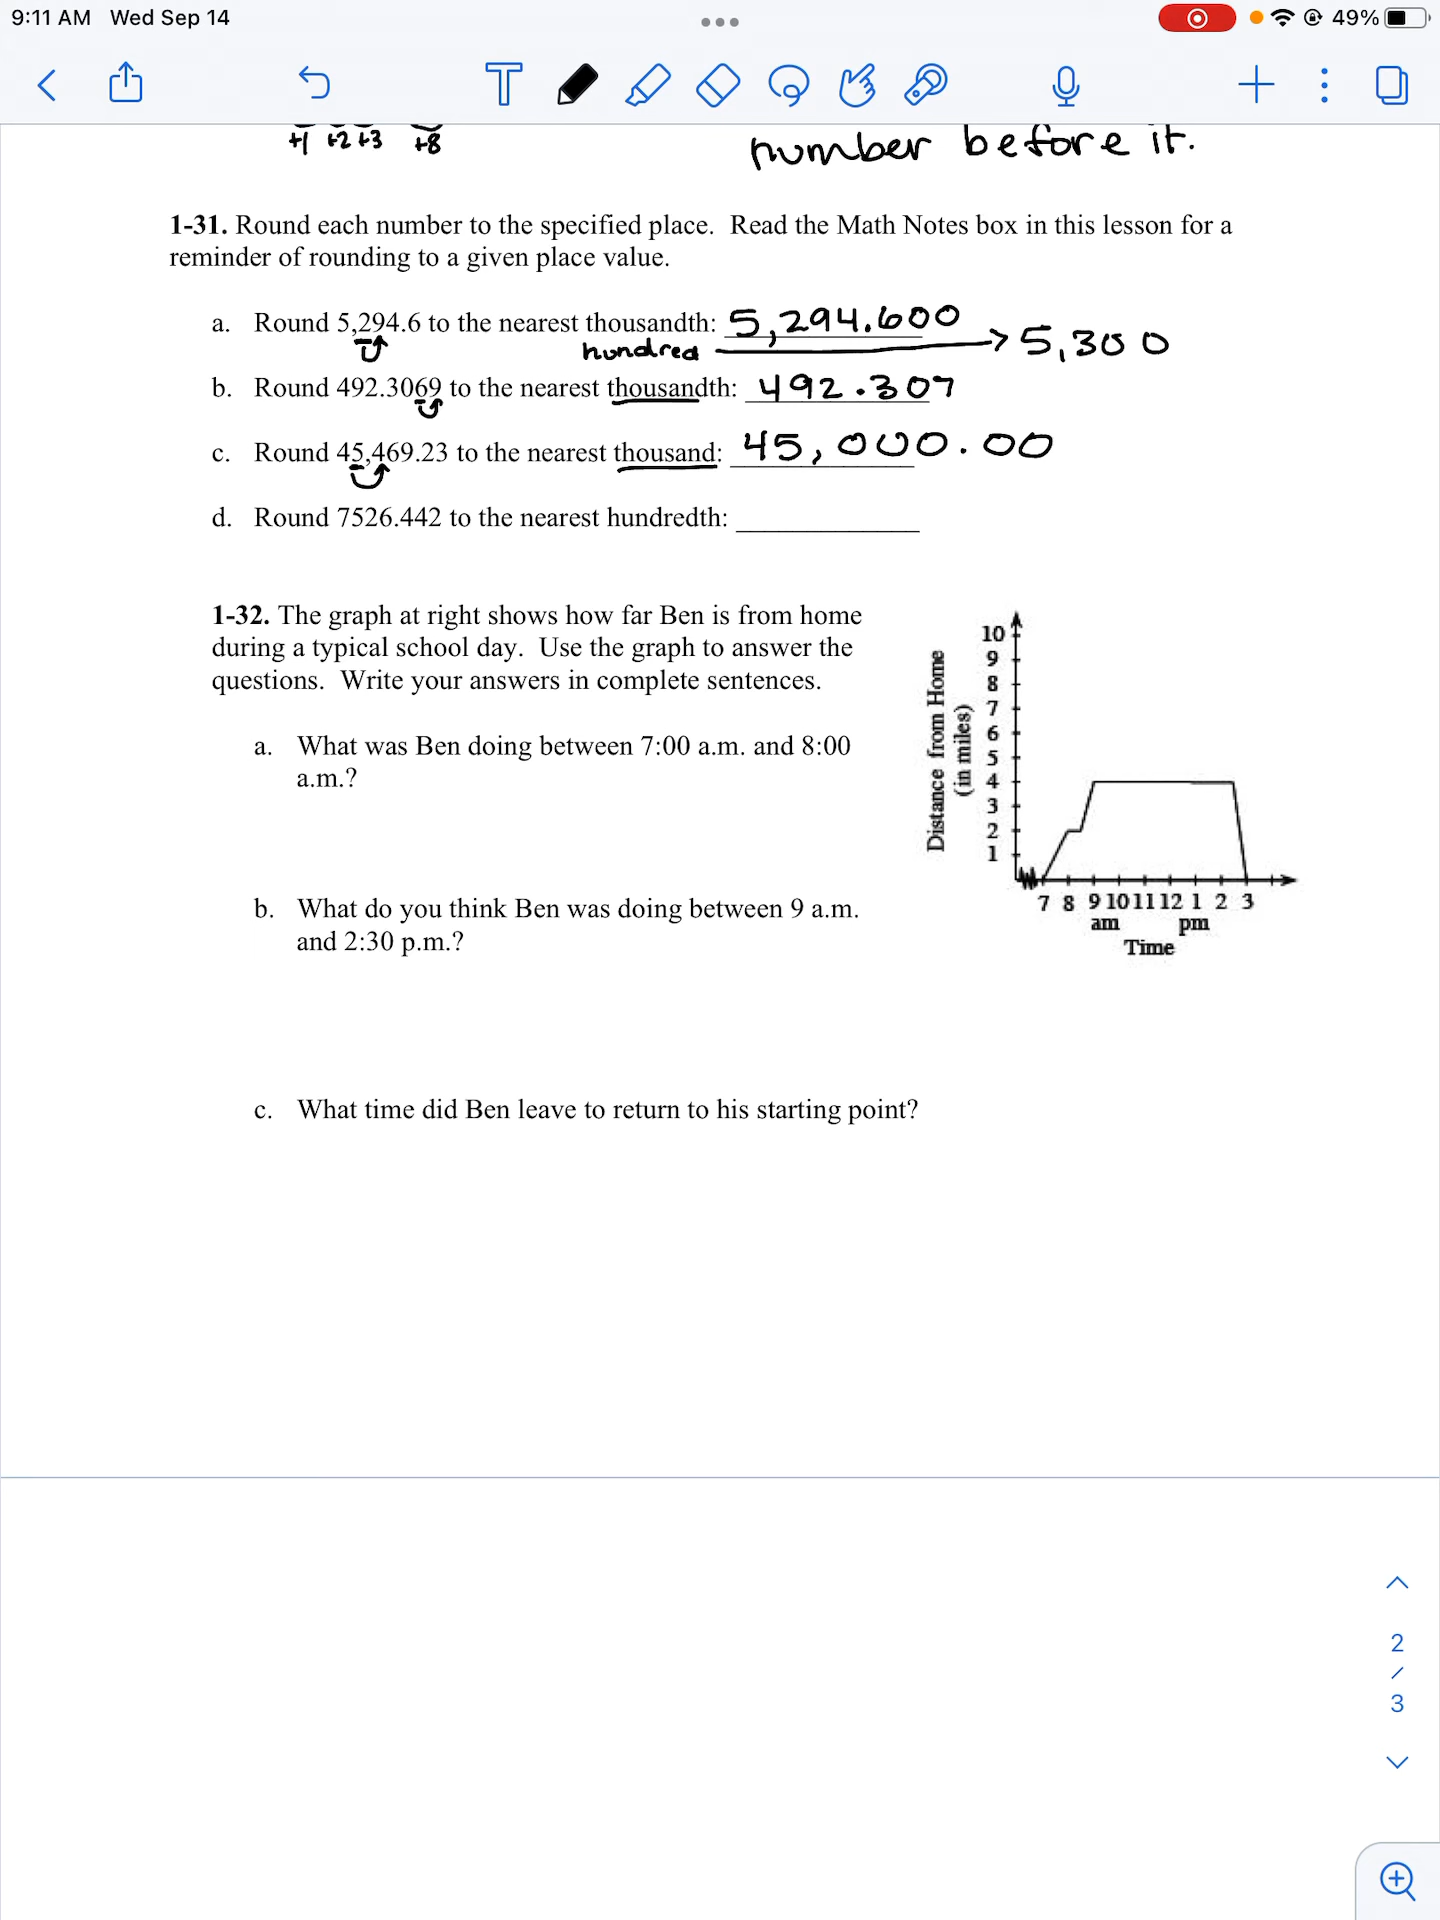 9:11 AM Wed Sep 14
49%
T
+1 +2 +3 +8
number before it.
1-31. Round each number to the specified place. Read the Math Notes box in this lesson for a
reminder of rounding to a given place value.
a. Round 5,294.6 to the nearest thousandth: 5,294.600
hundred
5,300
b. Round 492.3069 to the nearest thousandth: 492.307
c. Round 45,469.23 to the nearest thousand: 45,000.00
d. Round 7526.442 to the nearest hundredth:
1-32. The graph at right shows how far Ben is from home
during a typical school day. Use the graph to answer the
questions. Write your answers in complete sentences.
a. What was Ben doing between 7:00 a.m. and 8:00
a.m.?
b. What do you think Ben was doing between 9 a.m.
and 2:30 p.m.?
c. What time did Ben leave to return to his starting point?
Distance from Home
(in miles)
10
9
8
7
6
5
4
3
2
1
7 8 9 10 11 12 1 2 3
am pm
Time
2
/
3